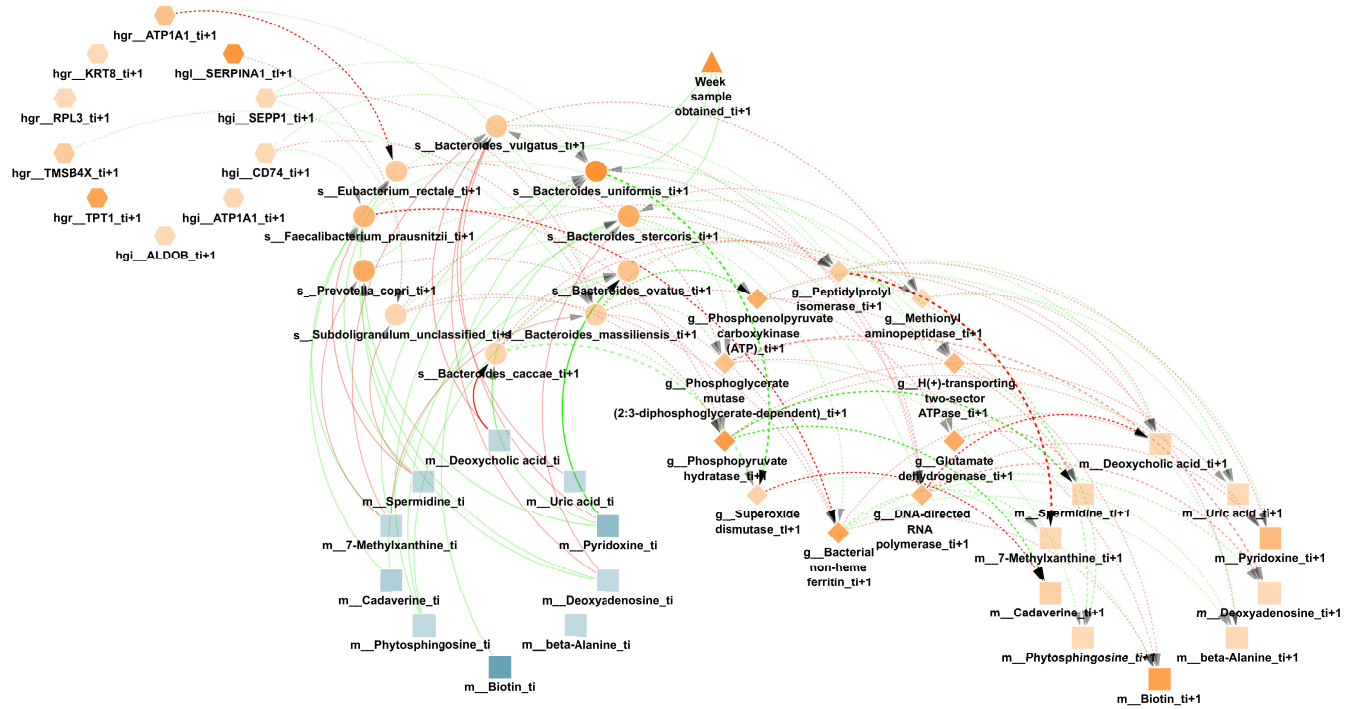 hgr__ATP1A1_ti+1
hgr__KRT8_ti+1
hgl__SERPINA1_tI+1
hgr__RPL3_ti+1
hgi__SEPP1_ti+1
hgr__TMSB4X_ti+1
hgi__CD74_ti+1
hgr__TPT1_ti+1
hgi__ATP1A1_ti+1
hgi__ALDOB_ti+1
Week
sample
obtained_ti+1
s__Bacteroides_vulgatus_ti+1
s__Eubacterium_rectale_ti+1
s__Bacteroides_uniformis_ti+1
s__Faecalibacterium_prausnitzii_ti+1
s__Bacteroides_stercoris_ti+1
s__Prevotella_copri_ti+1
s__Bacteroides_ovatus_ti+1
s__Subdoligranulum_unclassified_ti+1
s__Bacteroides_massiliensis_ti+1
s__Bacteroides_caccae_ti+1
g__Peptidylprolyl
isomerase_ti+1
g__Methionyl
aminopeptidase_ti+1
g__Phosphoenolpyruvate
carboxykinase
(ATP)_ti+1
g__Phosphoglycerate
mutase
(2:3-diphosphoglycerate-dependent)_ti+1
g__H(+)-transporting
two-sector
ATPase_ti+1
g__Phosphopyruvate
hydratase_ti+1
g__Glutamate
dehydrogenase_ti+1
g__Superoxide
dismutase_tI+1
g__DNA-directed
RNA
polymerase_ti+1
g__Bacterial
non-heme
ferritin_ti+1
m__Deoxycholic acid_ti
m__Spermidine_ti
m__Uric acid_ti
m__7-Methylxanthine_ti
m__Pyridoxine_ti
m__Cadaverine_ti
m__Deoxyadenosine_ti
m__Phytosphingosine_ti
m__beta-Alanine_ti
m__Biotin_ti
m__Deoxycholic acid_ti+1
m__Spermidine_ti+1
m__Uric acid_ti+1
m__7-Methylxanthine_ti+1
m__Pyridoxine_ti+1
m__Cadaverine_ti+1
m__Deoxyadenosine_ti+1
m__Phytosphingosine_ti+1
m__beta-Alanine_ti+1
m__Biotin_ti+1